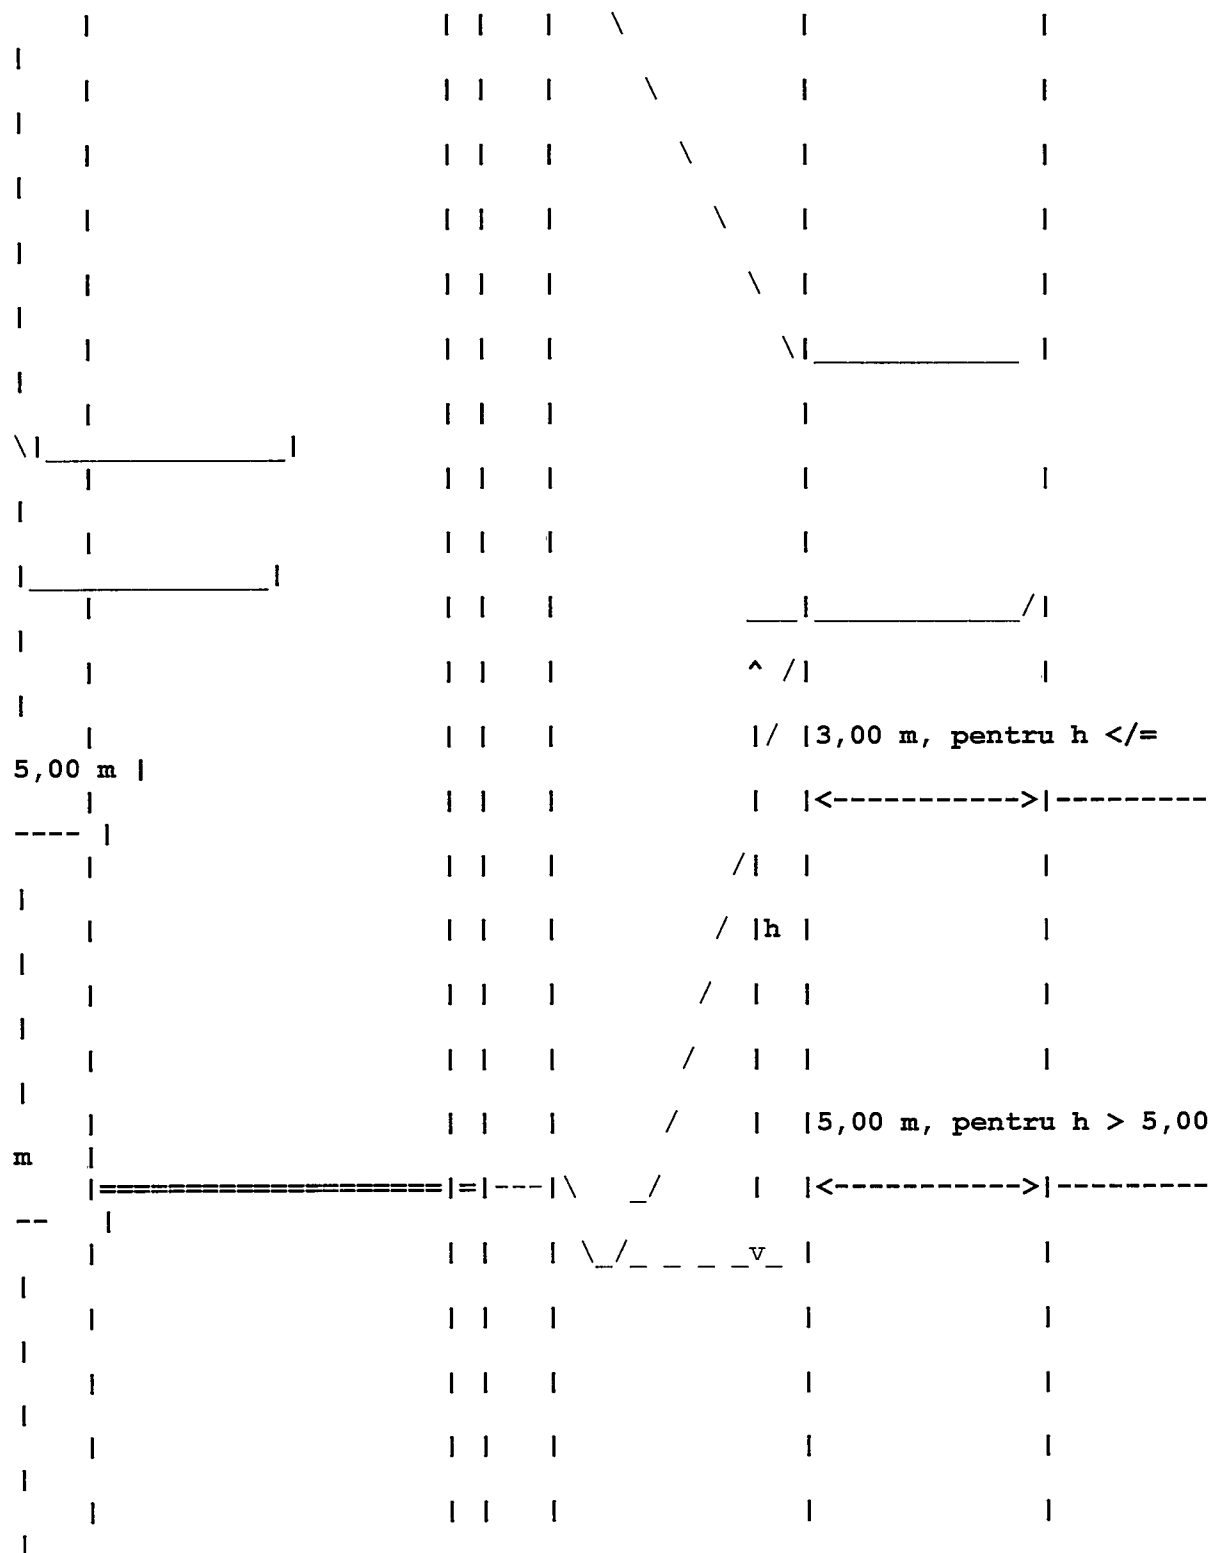 3,00 m, pentru h </=
5,00 m
h
5,00 m, pentru h > 5,00
m